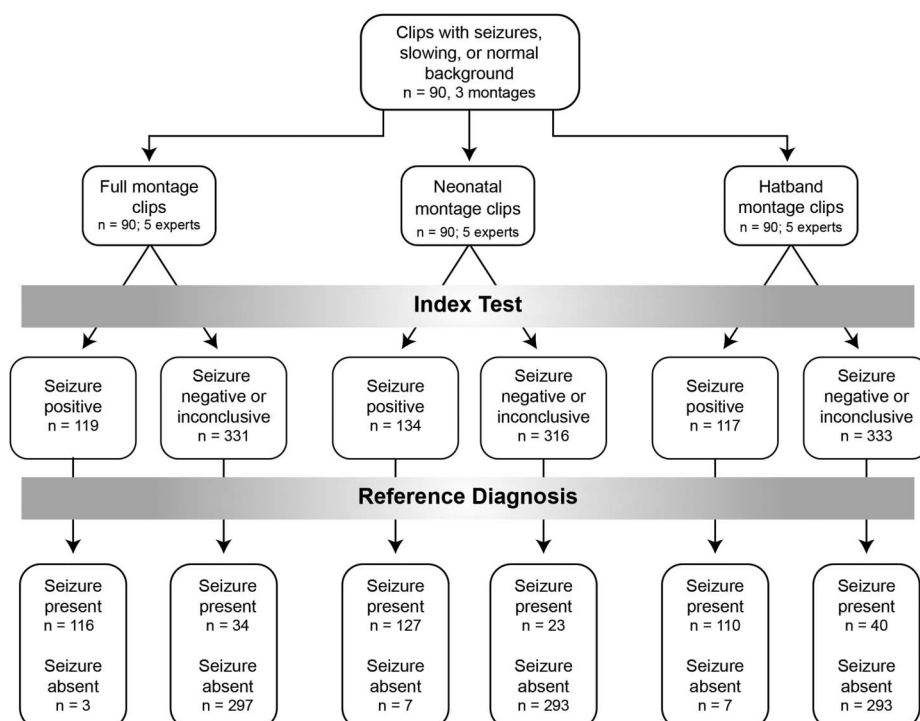 Clips with seizures,
slowing, or normal
background
n = 90, 3 montages
Full montage
clips
n = 90; 5 experts
Neonatal
montage clips
n = 90; 5 experts
Hatband
montage clips
n = 90; 5 experts
Index Test
Seizure
positive
n = 119
Seizure
negative or
inconclusive
n = 331
Seizure
positive
n = 134
Seizure
negative or
inconclusive
n = 316
Seizure
positive
n = 117
Seizure
negative or
inconclusive
n = 333
Reference Diagnosis
Seizure
present
n = 116
Seizure
absent
n = 3
Seizure
present
n = 34
Seizure
absent
n = 297
Seizure
present
n = 127
Seizure
absent
n = 7
Seizure
present
n = 23
Seizure
absent
n = 293
Seizure
present
n = 110
Seizure
absent
n = 7
Seizure
present
n = 40
Seizure
absent
n = 293